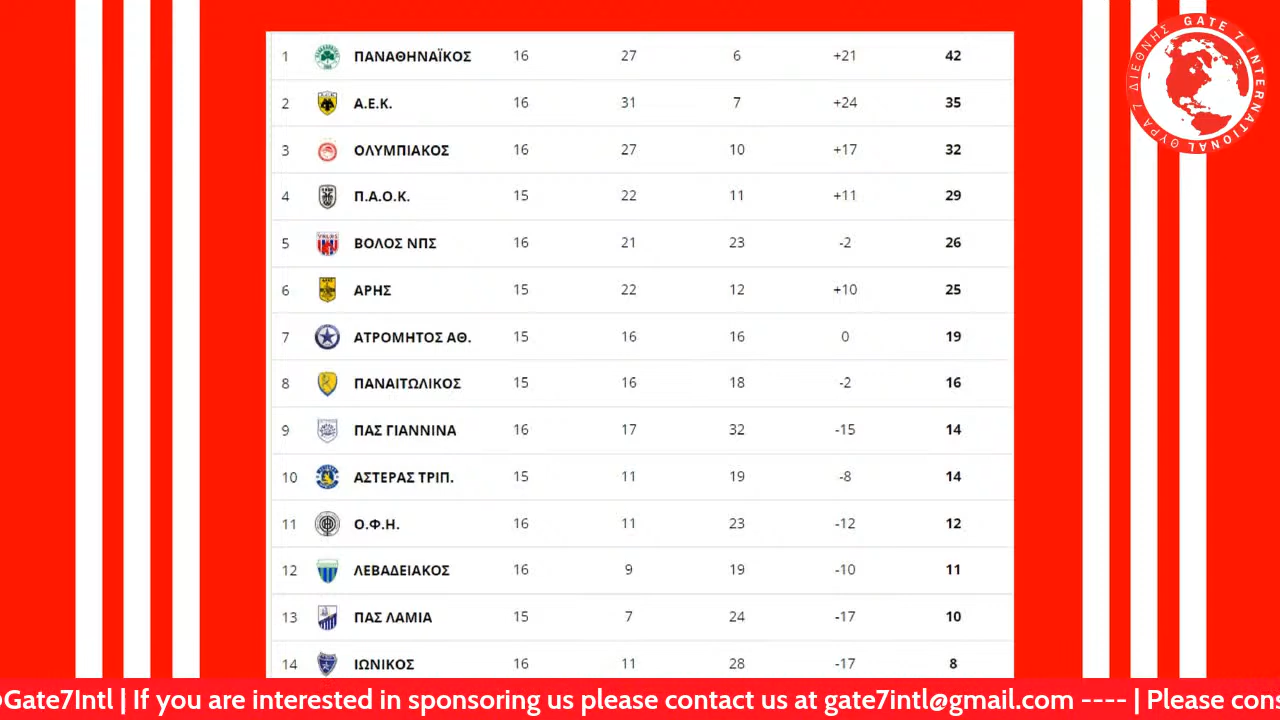 1 ΠΑΝΑΘΗΝΑΪΚΟΣ 16 27 6 +21 42
2 Α.Ε.Κ. 16 31 7 +24 35
3 ΟΛΥΜΠΙΑΚΟΣ 16 27 10 +17 32
4 Π.Α.Ο.Κ. 15 22 11 +11 29
5 ΒΟΛΟΣ ΝΠΣ 16 21 23 -2 26
6 ΑΡΗΣ 15 22 12 +10 25
7 ΑΤΡΟΜΗΤΟΣ ΑΘ. 15 16 16 0 19
8 ΠΑΝΑΙΤΩΛΙΚΟΣ 15 16 18 -2 16
9 ΠΑΣ ΓΙΑΝΝΙΝΑ 16 17 32 -15 14
10 ΑΣΤΕΡΑΣ ΤΡΙΠ. 15 11 19 -8 14
11 Ο.Φ.Η. 16 11 23 -12 12
12 ΛΕΒΑΔΕΙΑΚΟΣ 16 9 19 -10 11
13 ΠΑΣ ΛΑΜΙΑ 15 7 24 -17 10
14 ΙΩΝΙΚΟΣ 16 11 28 -17 8
GATE 7 INTERNATIONAL
ΘΥΡΑ 7 ΔΙΕΘΝΗΣ
@Gate7Intl | If you are interested in sponsoring us please contact us at gate7intl@gmail.com ---- | Please cons